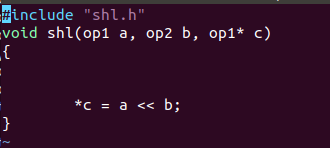 #include "shl.h"
void shl(op1 a, op2 b, op1* c)
{
*c = a << b;
}
~